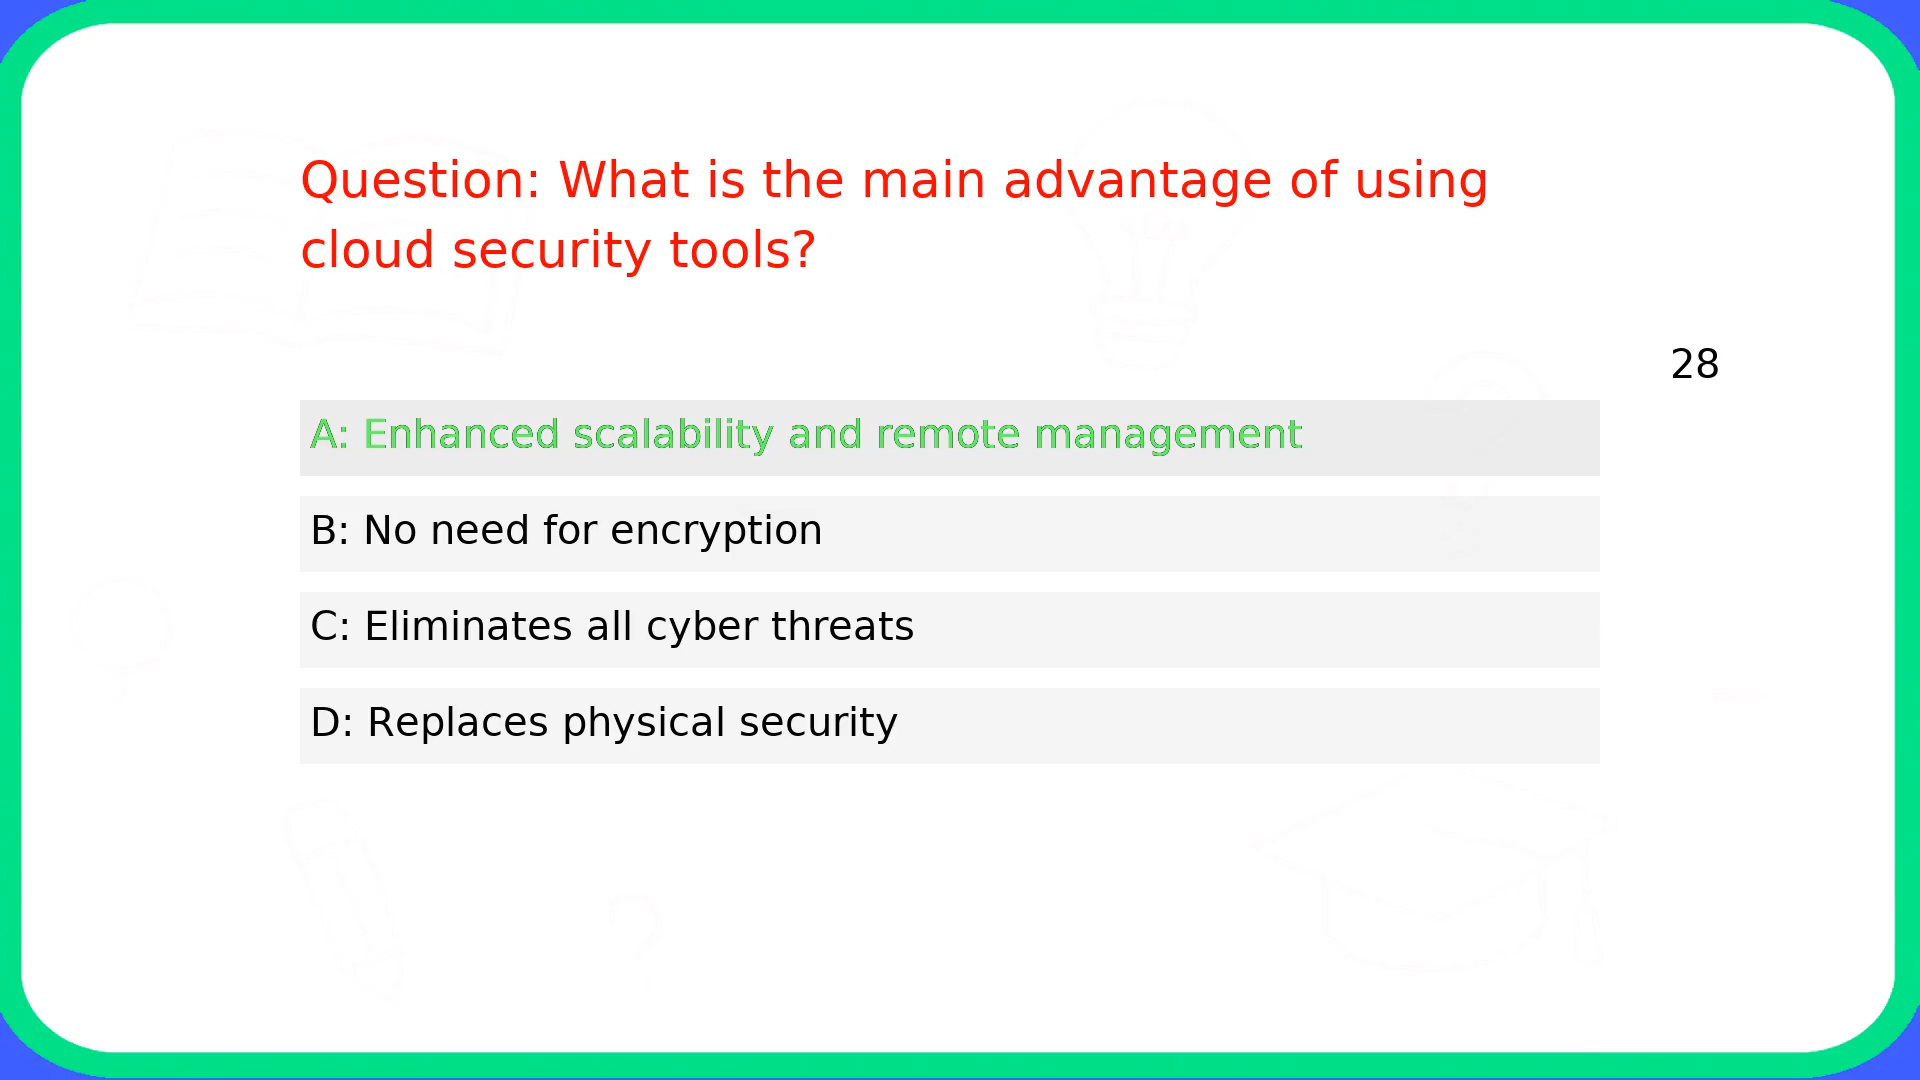 Question: What is the main advantage of using
cloud security tools?
28
A: Enhanced scalability and remote management
B: No need for encryption
C: Eliminates all cyber threats
D: Replaces physical security